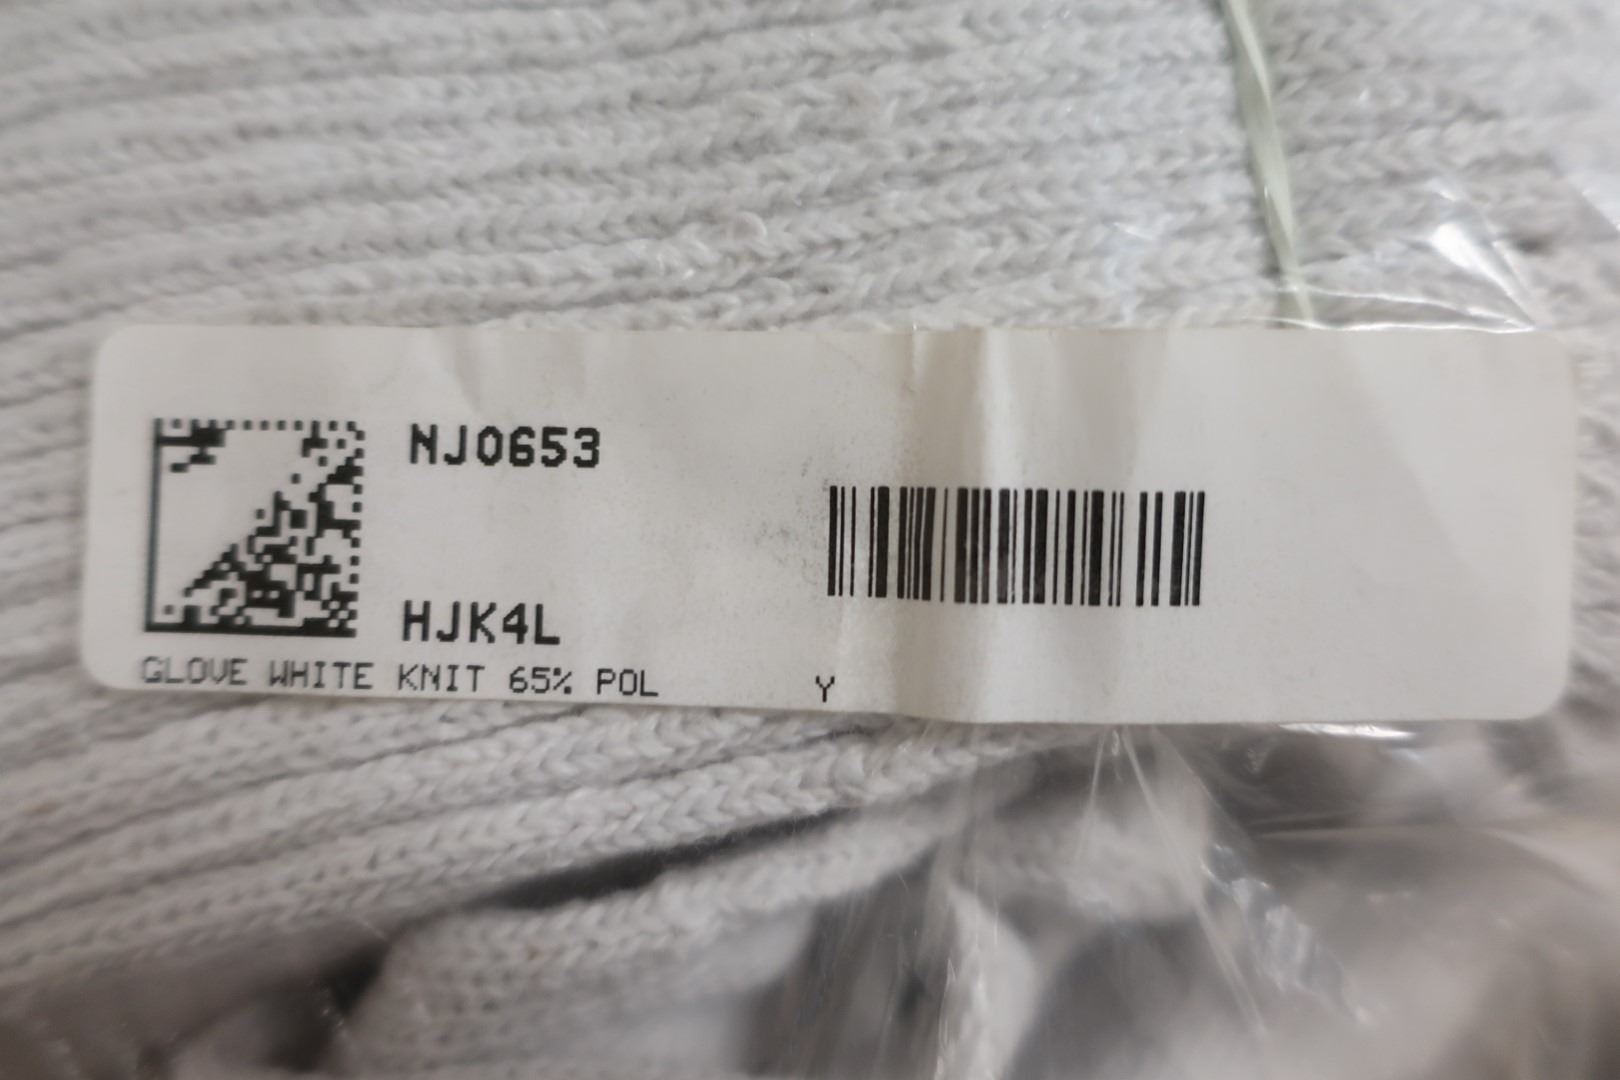 NJ0653
HJK4L
GLOVE WHITE KNIT 65% POL
Y